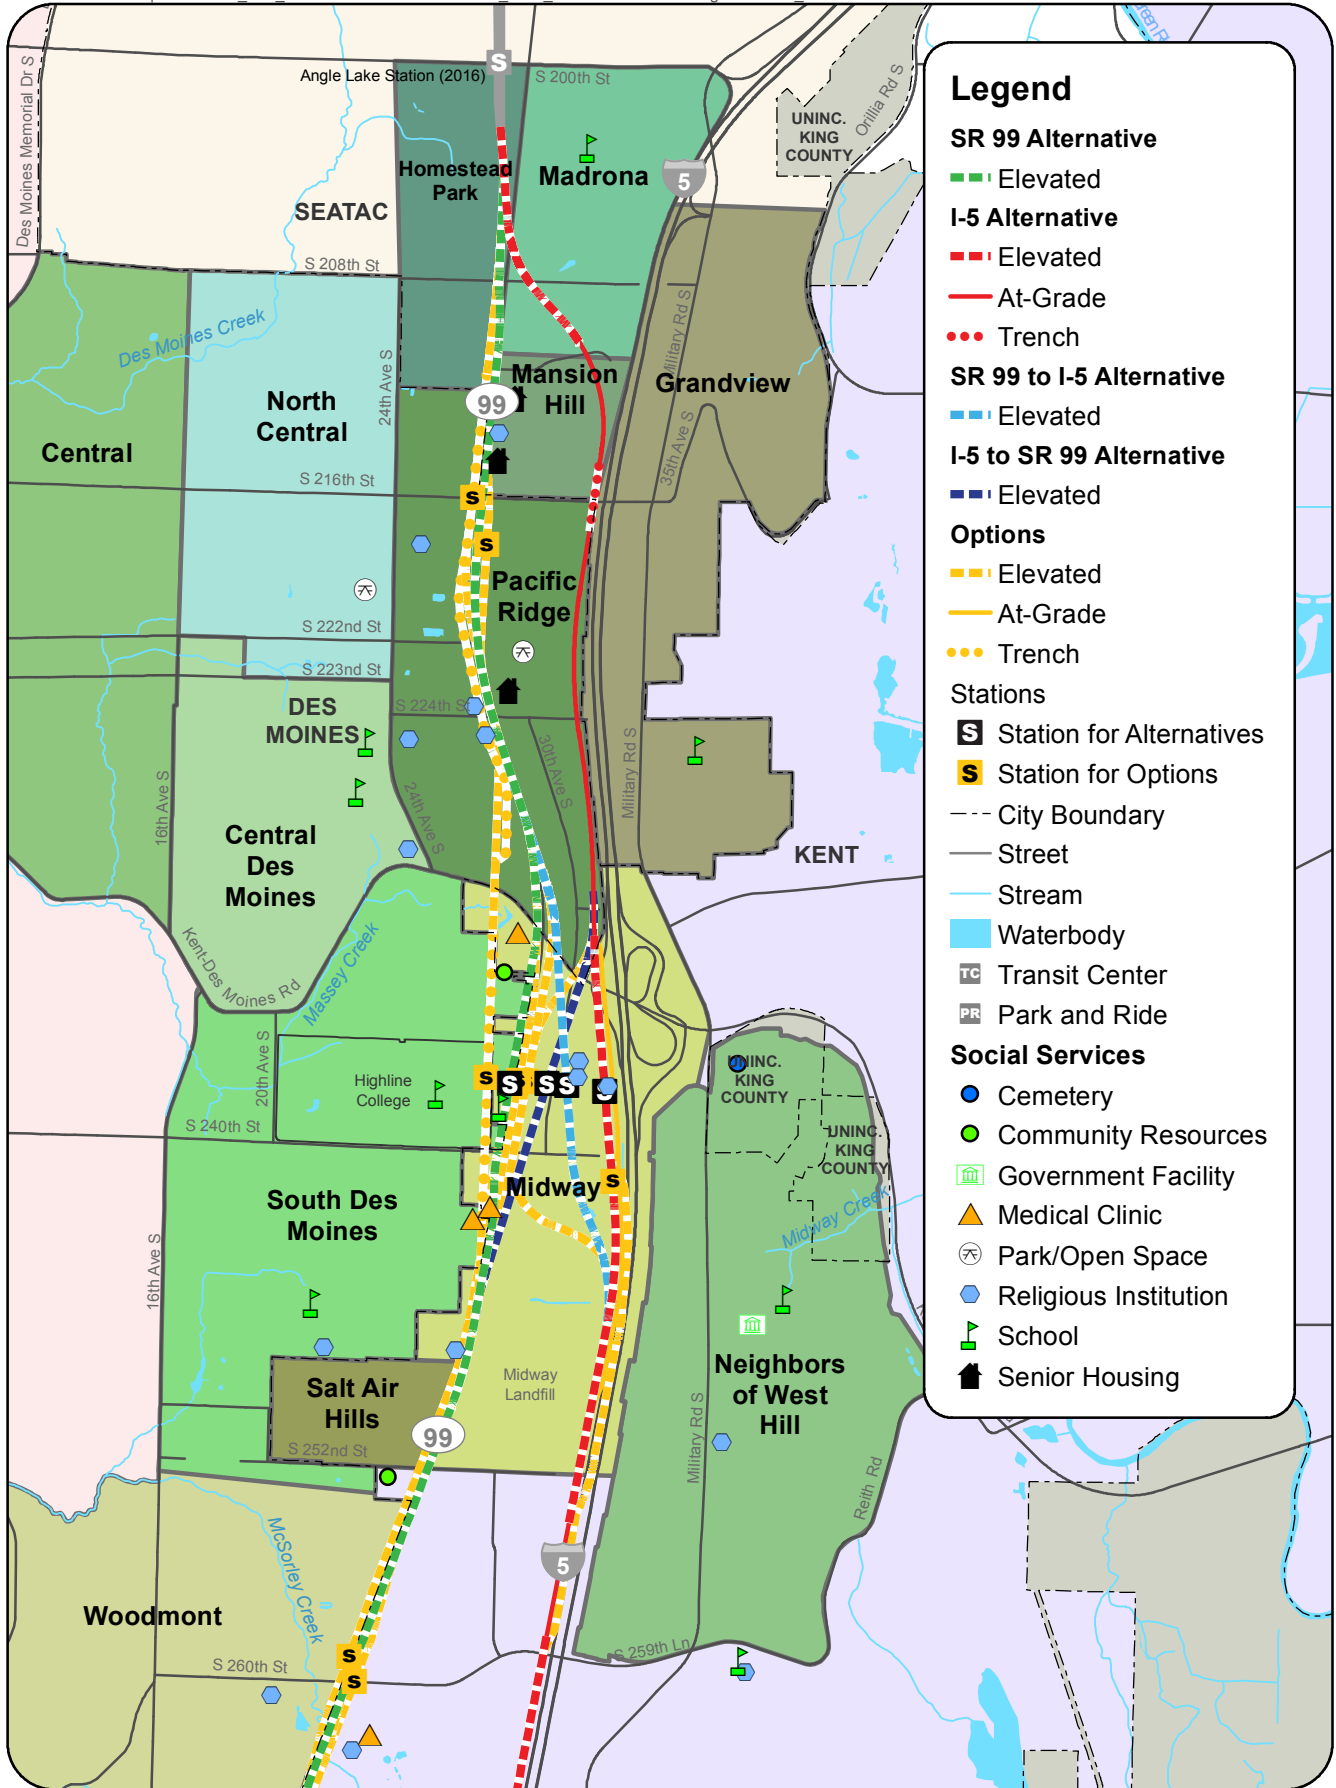 Angle Lake Station (2016)
S
S 200th St
Des Moines Memorial Dr S
Orillia Rd S
UNINC.
KING
COUNTY
Homestead
Park
Madrona
5
SEATAC
S 208th St
Des Moines Creek
24th Ave S
Military Rd S
North
Central
Central
99
Mansion
Hill
Grandview
35th Ave S
S 216th St
S
S
Pacific
Ridge
S 222nd St
S 223rd St
DES
MOINES
S 224th St
30th Ave S
Military Rd S
16th Ave S
24th Ave S
KENT
Central
Des
Moines
Kent-Des Moines Rd
Massey Creek
20th Ave S
Highline
College
S
S
S
S
S
UNINC.
KING
COUNTY
UNINC.
KING
COUNTY
S 240th St
South Des
Moines
Midway
S
Midway Creek
16th Ave S
Midway
Landfill
Salt Air
Hills
S 252nd St
99
Neighbors
of West
Hill
Military Rd S
Reith Rd
5
McSorley Creek
Woodmont
S
S
S 260th St
S 259th Ln
Legend
SR 99 Alternative
Elevated
I-5 Alternative
Elevated
At-Grade
Trench
SR 99 to I-5 Alternative
Elevated
I-5 to SR 99 Alternative
Elevated
Options
Elevated
At-Grade
Trench
Stations
S Station for Alternatives
S Station for Options
City Boundary
Street
Stream
Waterbody
TC Transit Center
PR Park and Ride
Social Services
Cemetery
Community Resources
Government Facility
Medical Clinic
Park/Open Space
Religious Institution
School
Senior Housing